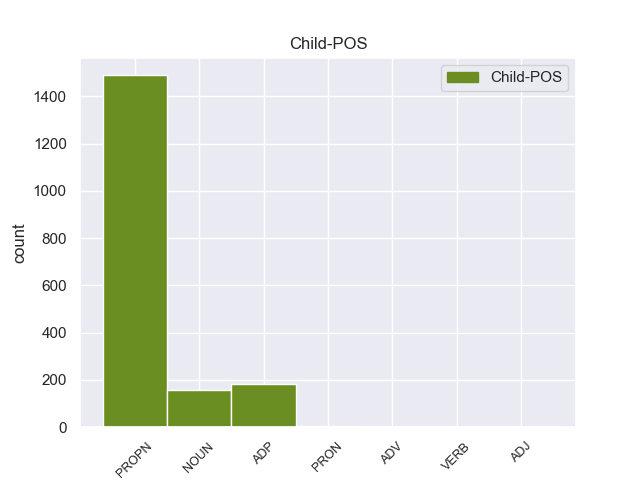 Child-POS
Child-POS
count
1400
1200
1000
800
600
400
200
0
PROPN
NOUN
ADP
PRON
ADV
VERB
ADJ